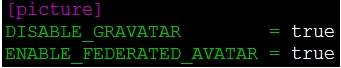 [picture]
DISABLE_GRAVATAR        = true
ENABLE_FEDERATED_AVATAR = true